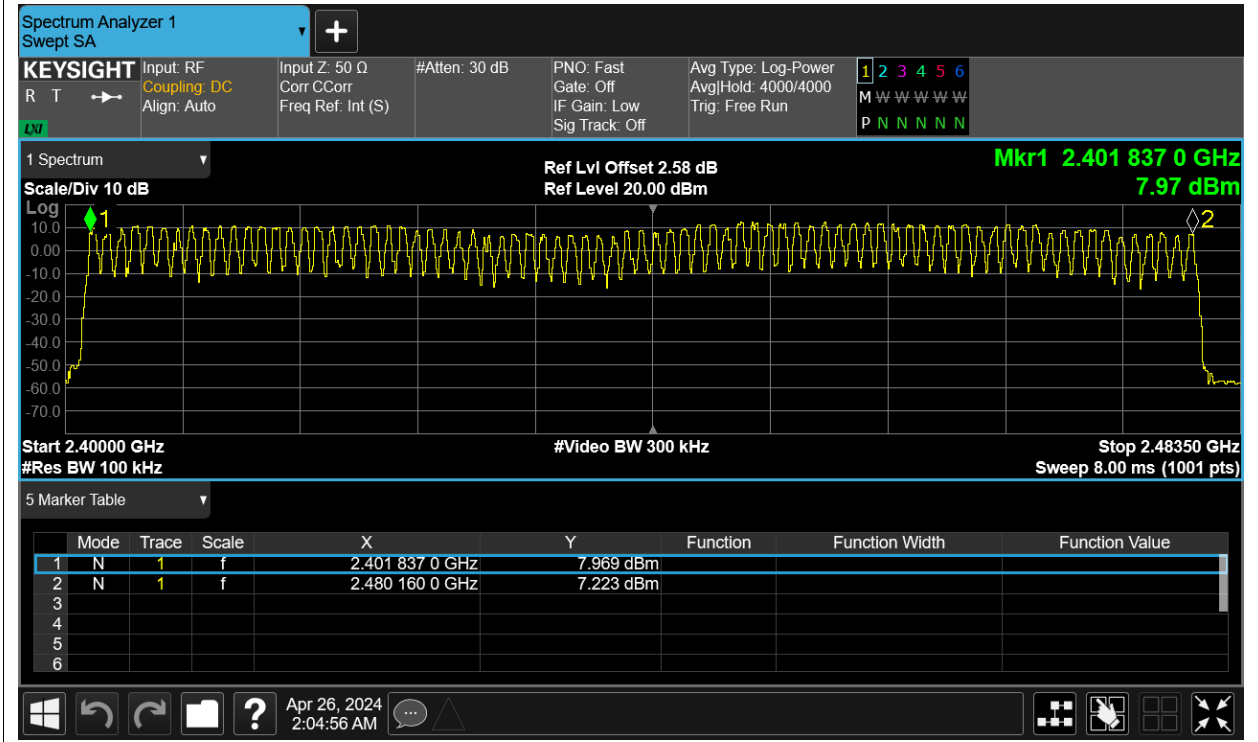 Spectrum Analyzer 1
Swept SA
+
KEYSIGHT Input: RF Input Z: 50 Ω #Atten: 30 dB PNO: Fast Avg Type: Log-Power 1 2 3 4 5 6
R T Coupling: DC Corr CCorr Gate: Off Avg|Hold: 4000/4000 M W W W W W
Align: Auto Freq Ref: Int (S) IF Gain: Low Trig: Free Run
LXI Sig Track: Off P N N N N N
1 Spectrum
Ref Lvl Offset 2.58 dB Mkr1 2.401 837 0 GHz
Scale/Div 10 dB Ref Level 20.00 dBm 7.97 dBm
Log
1 2
10.0
0.00
-10.0
-20.0
-30.0
-40.0
-50.0
-60.0
-70.0
Start 2.40000 GHz #Video BW 300 kHz Stop 2.48350 GHz
#Res BW 100 kHz Sweep 8.00 ms (1001 pts)
5 Marker Table
Mode Trace Scale X Y Function Function Width Function Value
1 N 1 f 2.401 837 0 GHz 7.969 dBm
2 N 1 f 2.480 160 0 GHz 7.223 dBm
3
4
5
6
? Apr 26, 2024
2:04:56 AM